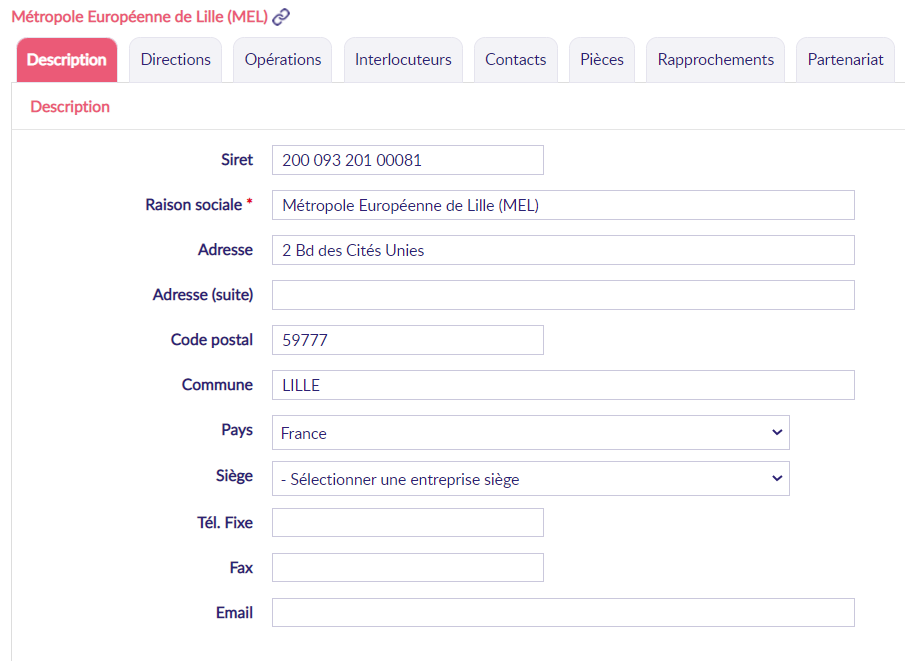 Métropole Européenne de Lille (MEL)
Description Directions Opérations Interlocuteurs Contacts Pièces Rapprochements Partenariat
Description
Siret 200 093 201 00081
Raison sociale * Métropole Européenne de Lille (MEL)
Adresse 2 Bd des Cités Unies
Adresse (suite)
Code postal 59777
Commune LILLE
Pays France
Siège - Sélectionner une entreprise siège
Tél. Fixe
Fax
Email